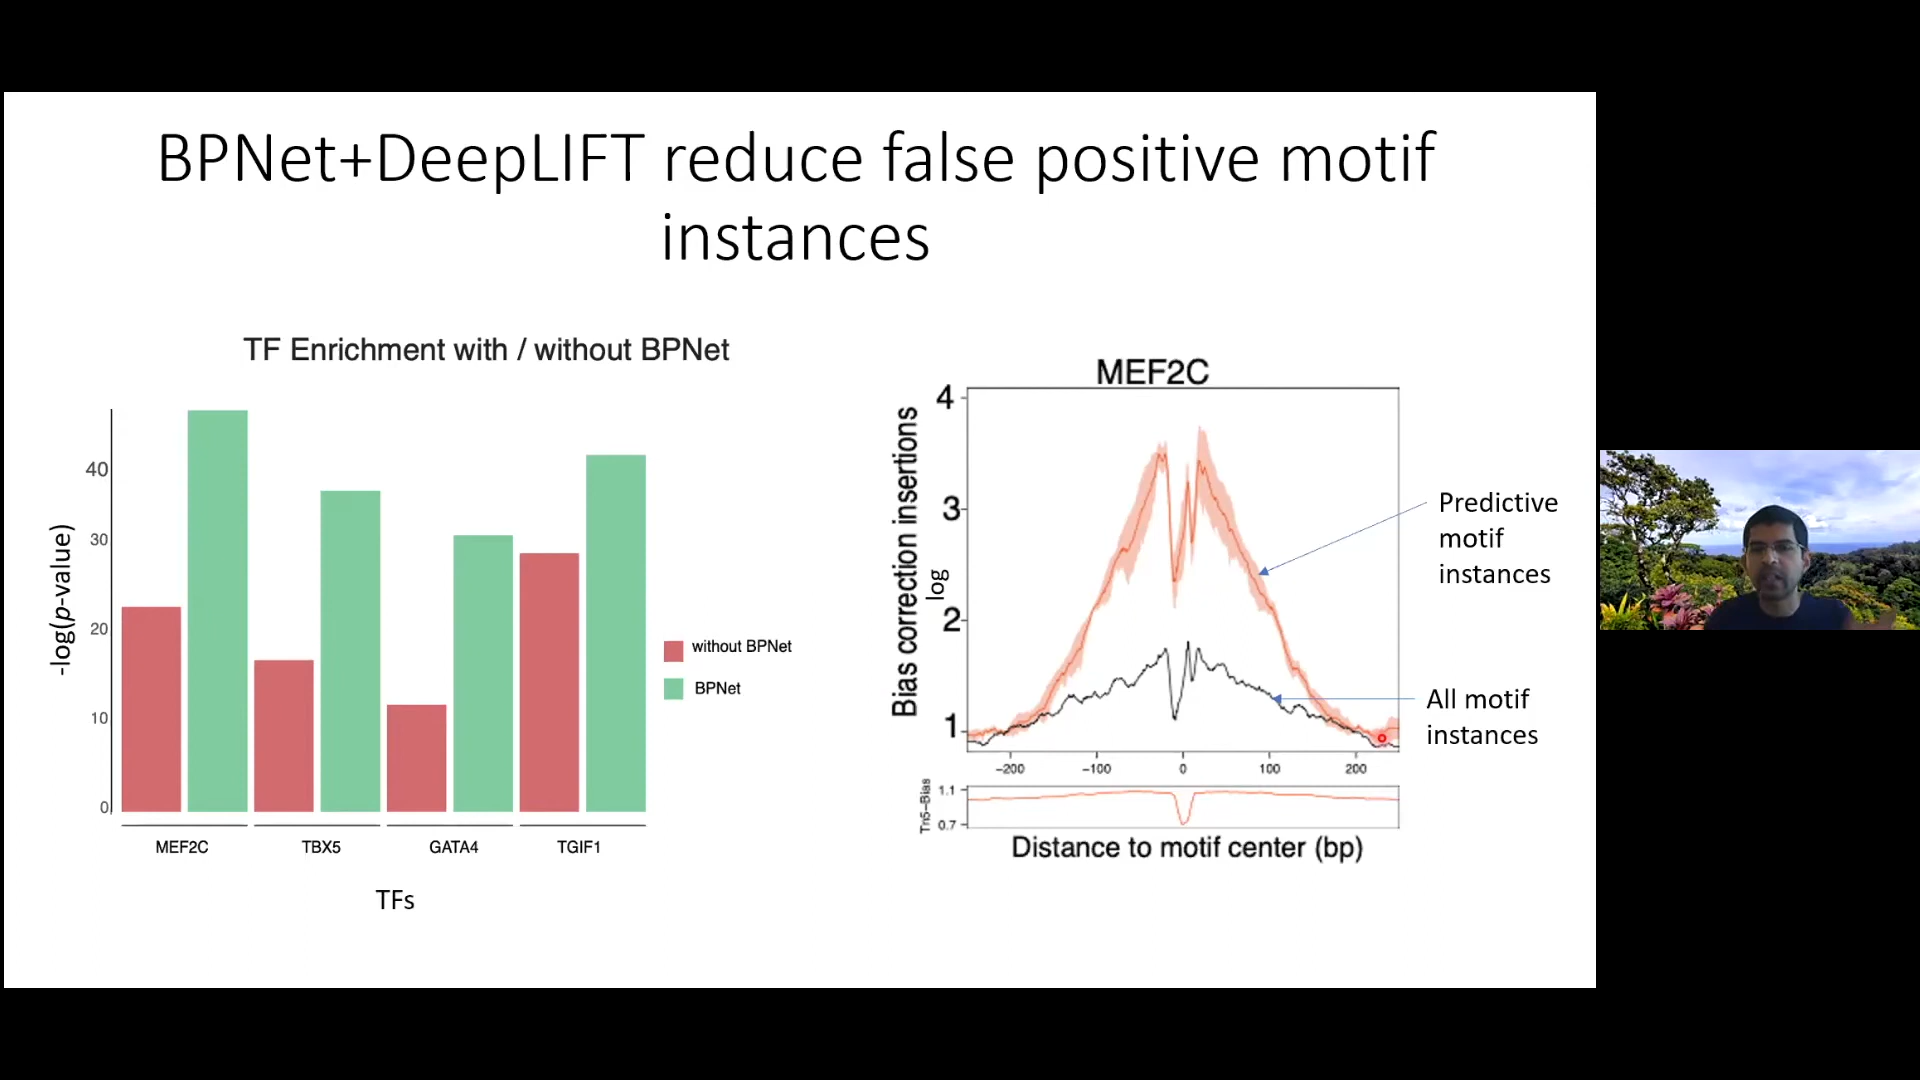 BPNet+DeepLIFT reduce false positive motif
instances
TF Enrichment with / without BPNet
-log(p-value)
40
30
20
10
0
MEF2C
TBX5
GATA4
TGIF1
TFs
without BPNet
BPNet
MEF2C
Bias correction insertions
log
4
3
2
1
-200
-100
0
100
200
Tn5-Bias
1.1
0.7
Distance to motif center (bp)
Predictive
motif
instances
All motif
instances